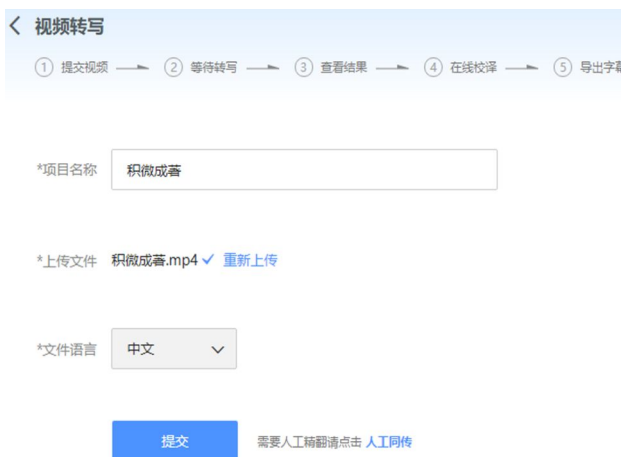 视频转写
① 提交视频 ② 等待转写 ③ 查看结果 ④ 在线校译 ⑤ 导出字幕
*项目名称 积微成著
*上传文件 积微成著.mp4 重新上传
*文件语言 中文
提交 需要人工精翻请点击 人工同传